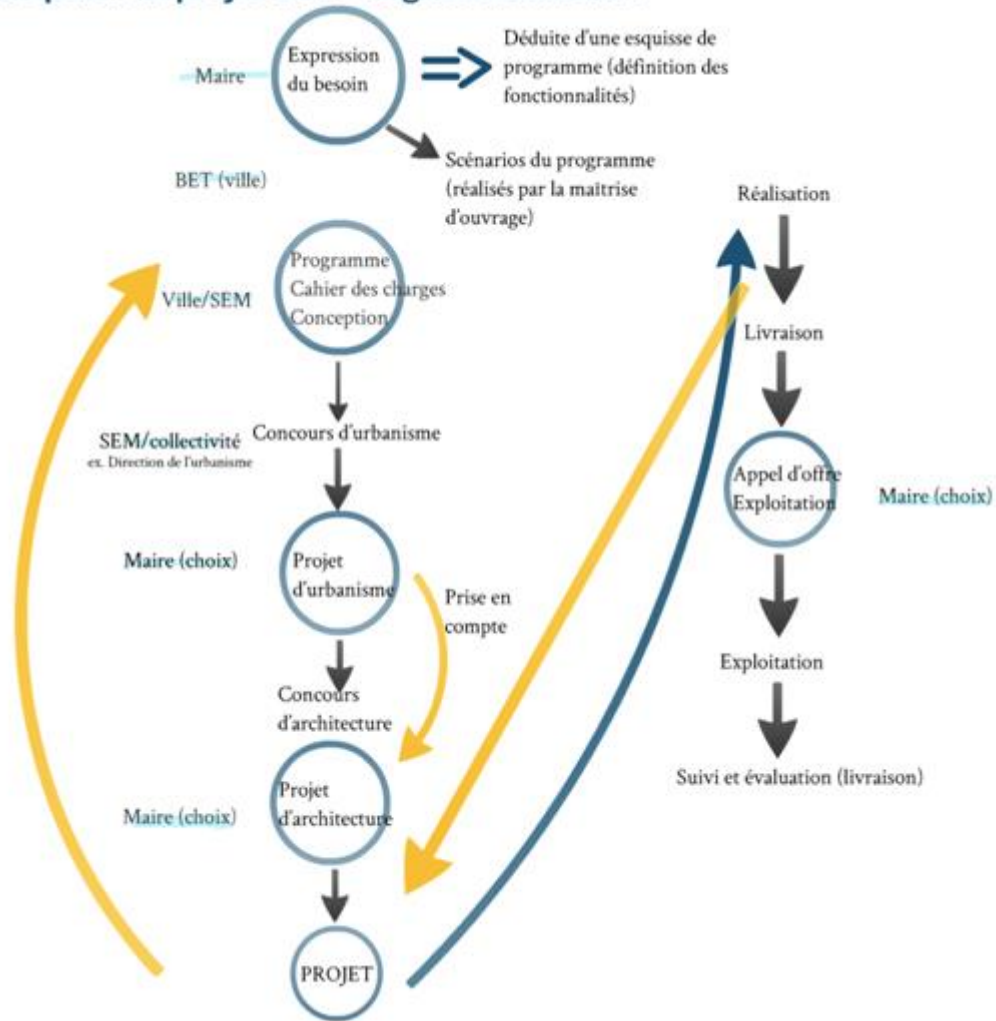 Expression
du besoin
Déduite d'une esquisse de
programme (définition des
fonctionnalités)
Maire
Scénarios du programme
(réalisés par la maîtrise
d'ouvrage)
BET (ville)
Programme
Cahier des charges
Conception
Ville/SEM
Concours d'urbanisme
SEM/collectivité
ex. Direction de l'urbanisme
Projet
d'urbanisme
Maire (choix)
Prise en
compte
Concours
d'architecture
Projet
d'architecture
Maire (choix)
PROJET
Réalisation
Livraison
Appel d'offre
Exploitation
Maire (choix)
Exploitation
Suivi et évaluation (livraison)